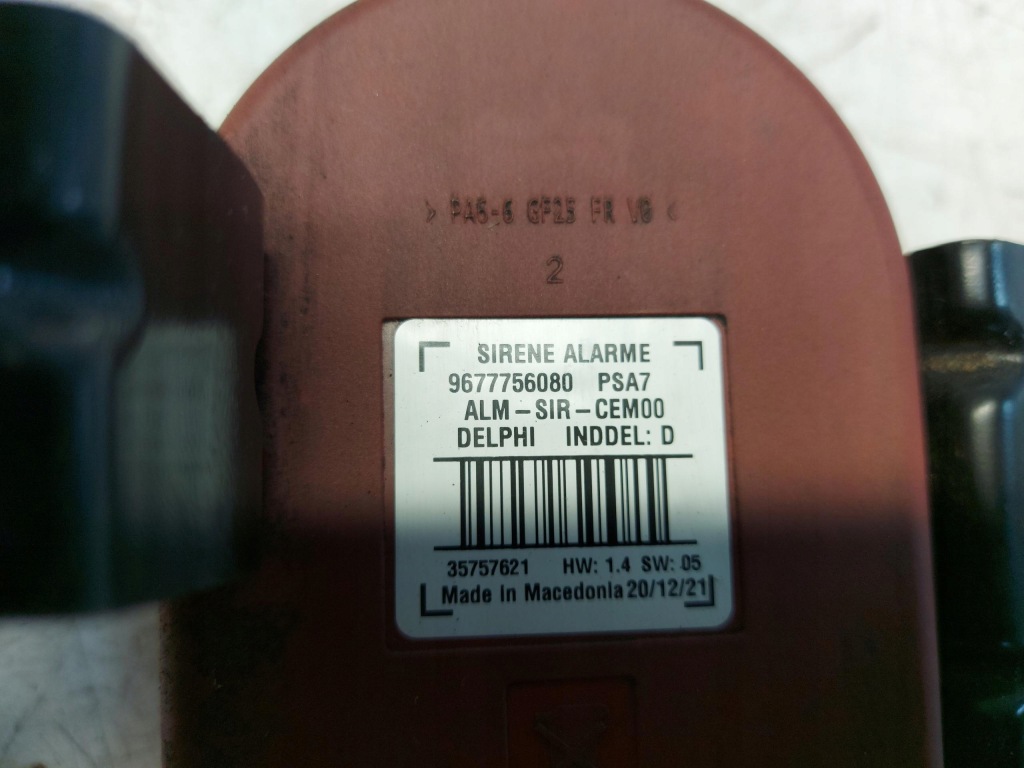 > PA6-6 GF25 FR V0 <
2
SIRENE ALARME
9677756080 PSA7
ALM-SIR-CEM00
DELPHI INDDEL: D
35757621 HW: 1.4 SW: 05
Made in Macedonia 20/12/21